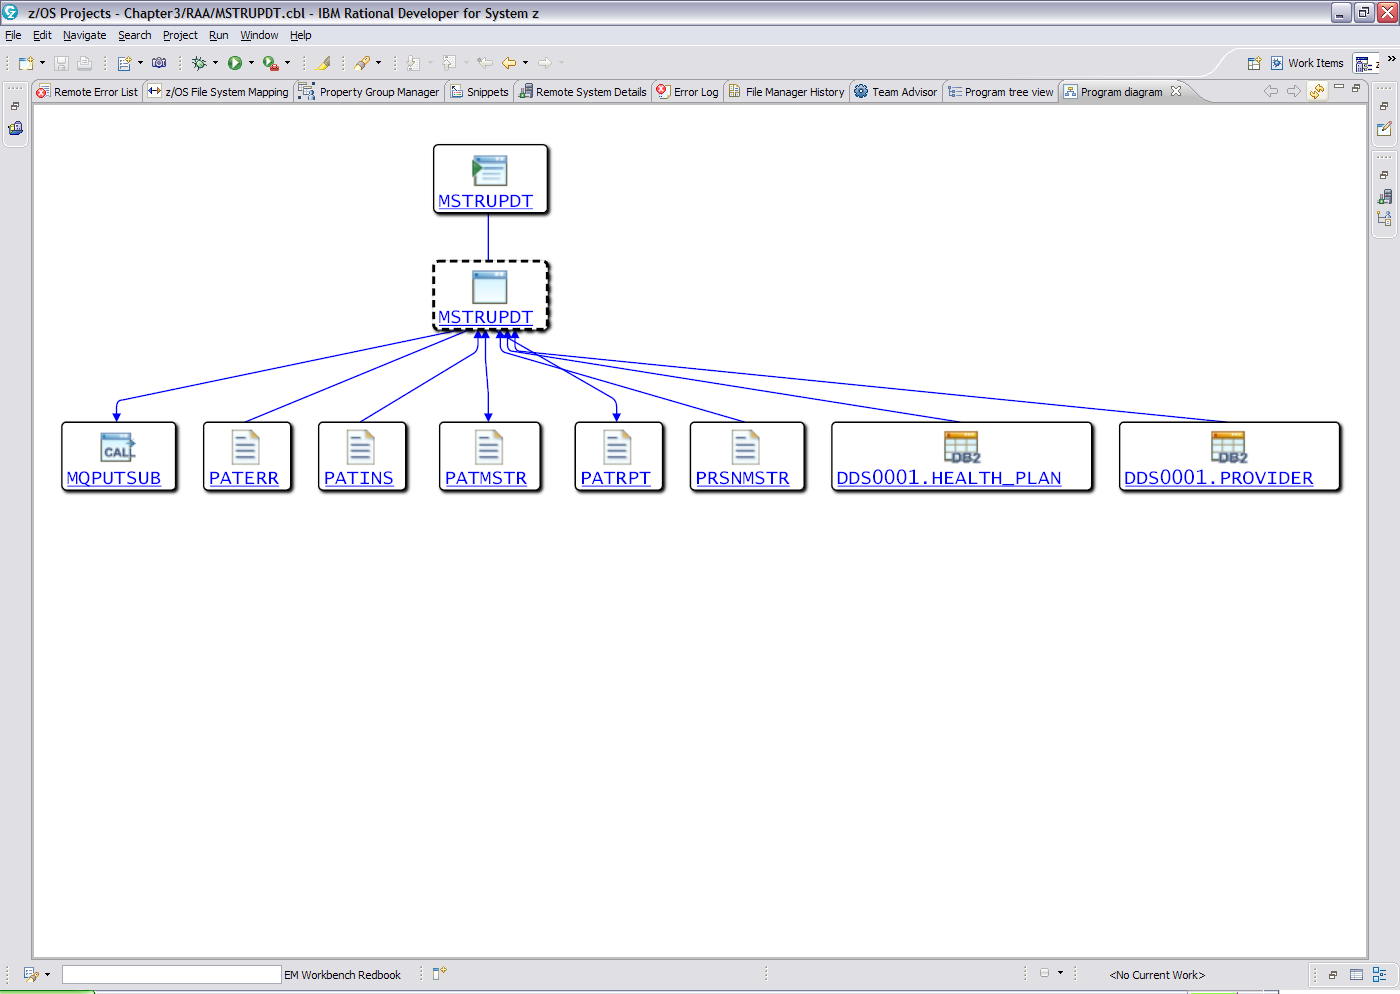 z/OS Projects - Chapter3/RAA/MSTRUPDT.cbl - IBM Rational Developer for System z
File Edit Navigate Search Project Run Window Help
Work Items z »
Remote Error List z/OS File System Mapping Property Group Manager Snippets Remote System Details Error Log File Manager History Team Advisor Program tree view Program diagram
MSTRUPDT
MSTRUPDT
CALL DB2 DB2
MQPUTSUB PATERR PATINS PATMSTR PATRPT PRSNMSTR DDS0001.HEALTH_PLAN DDS0001.PROVIDER
EM Workbench Redbook <No Current Work>